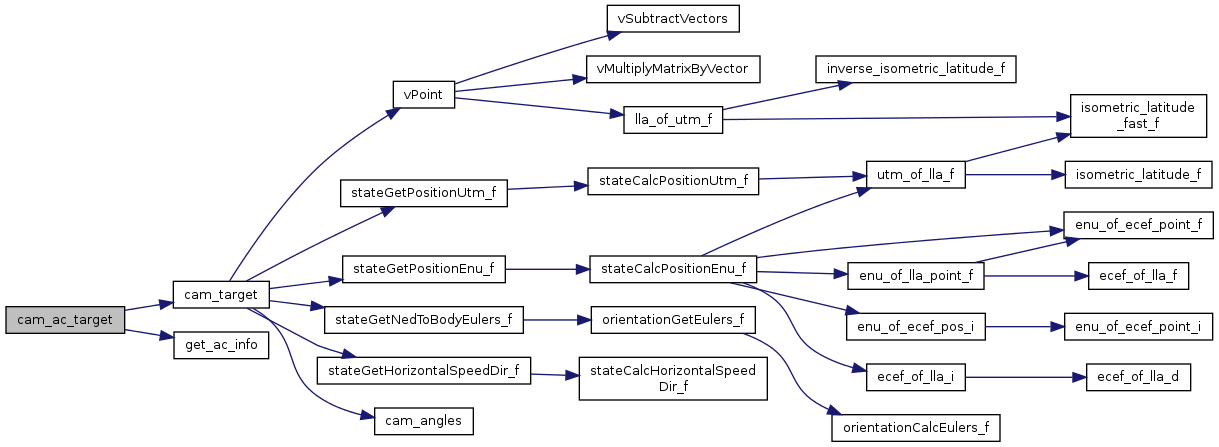 cam_ac_target
cam_target
get_ac_info
vPoint
stateGetPositionUtm_f
stateGetPositionEnu_f
stateGetNedToBodyEulers_f
stateGetHorizontalSpeedDir_f
cam_angles
vSubtractVectors
vMultiplyMatrixByVector
lla_of_utm_f
stateCalcPositionUtm_f
stateCalcPositionEnu_f
orientationGetEulers_f
stateCalcHorizontalSpeed
Dir_f
inverse_isometric_latitude_f
utm_of_lla_f
enu_of_lla_point_f
enu_of_ecef_pos_i
ecef_of_lla_i
orientationCalcEulers_f
isometric_latitude
_fast_f
isometric_latitude_f
enu_of_ecef_point_f
ecef_of_lla_f
enu_of_ecef_point_i
ecef_of_lla_d